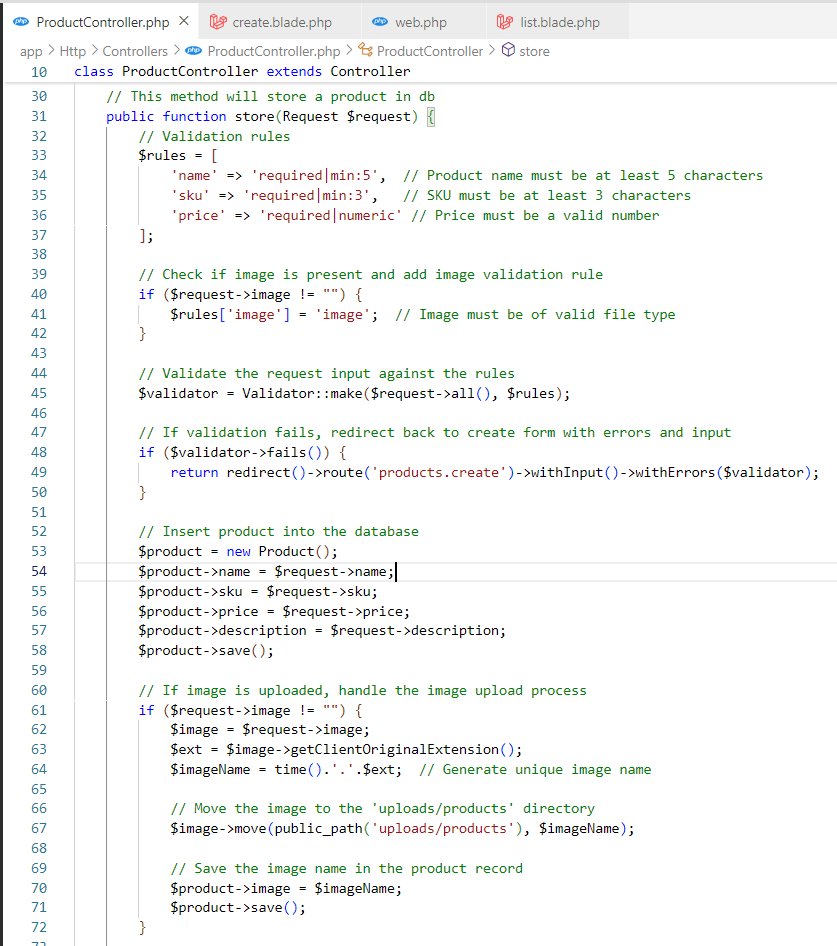 ProductController.php
create.blade.php
web.php
list.blade.php
app > Http > Controllers > ProductController.php > ProductController > store
10 class ProductController extends Controller
30 // This method will store a product in db
31 public function store(Request $request) {
32 // Validation rules
33 $rules = [
34 'name' => 'required|min:5',  // Product name must be at least 5 characters
35 'sku' => 'required|min:3',   // SKU must be at least 3 characters
36 'price' => 'required|numeric' // Price must be a valid number
37 ];
38
39 // Check if image is present and add image validation rule
40 if ($request->image != "") {
41 $rules['image'] = 'image';  // Image must be of valid file type
42 }
43
44 // Validate the request input against the rules
45 $validator = Validator::make($request->all(), $rules);
46
47 // If validation fails, redirect back to create form with errors and input
48 if ($validator->fails()) {
49 return redirect()->route('products.create')->withInput()->withErrors($validator);
50 }
51
52 // Insert product into the database
53 $product = new Product();
54 $product->name = $request->name;
55 $product->sku = $request->sku;
56 $product->price = $request->price;
57 $product->description = $request->description;
58 $product->save();
59
60 // If image is uploaded, handle the image upload process
61 if ($request->image != "") {
62 $image = $request->image;
63 $ext = $image->getClientOriginalExtension();
64 $imageName = time().'.'.$ext;  // Generate unique image name
65
66 // Move the image to the 'uploads/products' directory
67 $image->move(public_path('uploads/products'), $imageName);
68
69 // Save the image name in the product record
70 $product->image = $imageName;
71 $product->save();
72 }
73